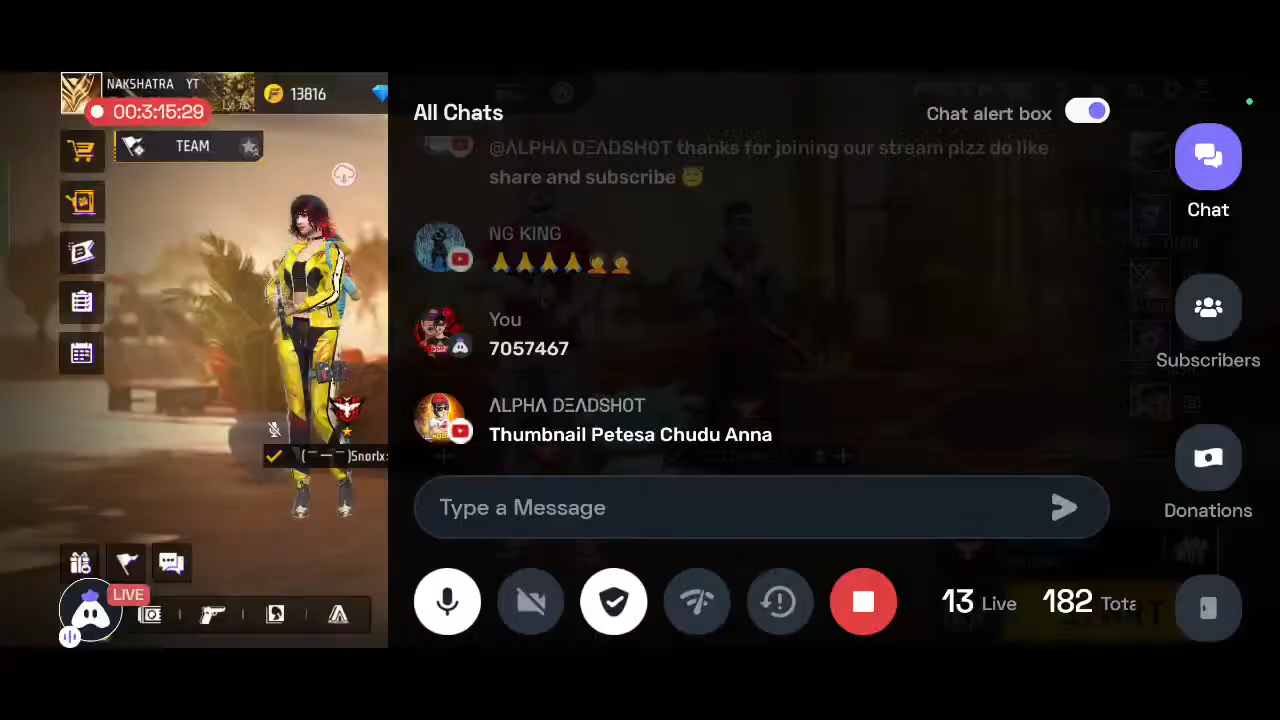 NAKSHATRA YT
13816
00:3:15:29
TEAM
All Chats
Chat alert box
@ΛLPHΛ DΞΛDSHØT thanks for joining our stream plzz do like
share and subscribe 😇
NG KING
🙏🙏🙏🙏🤦🤦
You
7057467
ΛLPHΛ DΞΛDSHOT
Thumbnail Petesa Chudu Anna
Type a Message
Chat
Subscribers
Donations
LIVE
13 Live
182 Tota